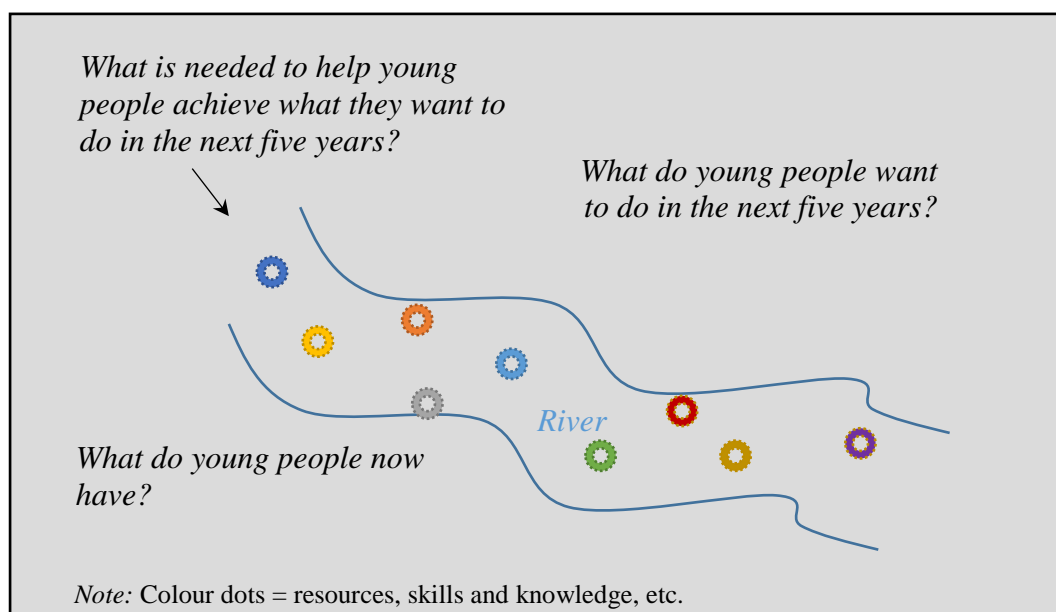 What is needed to help young
people achieve what they want to
do in the next five years?
What do young people want
to do in the next five years?
River
What do young people now
have?
Note: Colour dots = resources, skills and knowledge, etc.